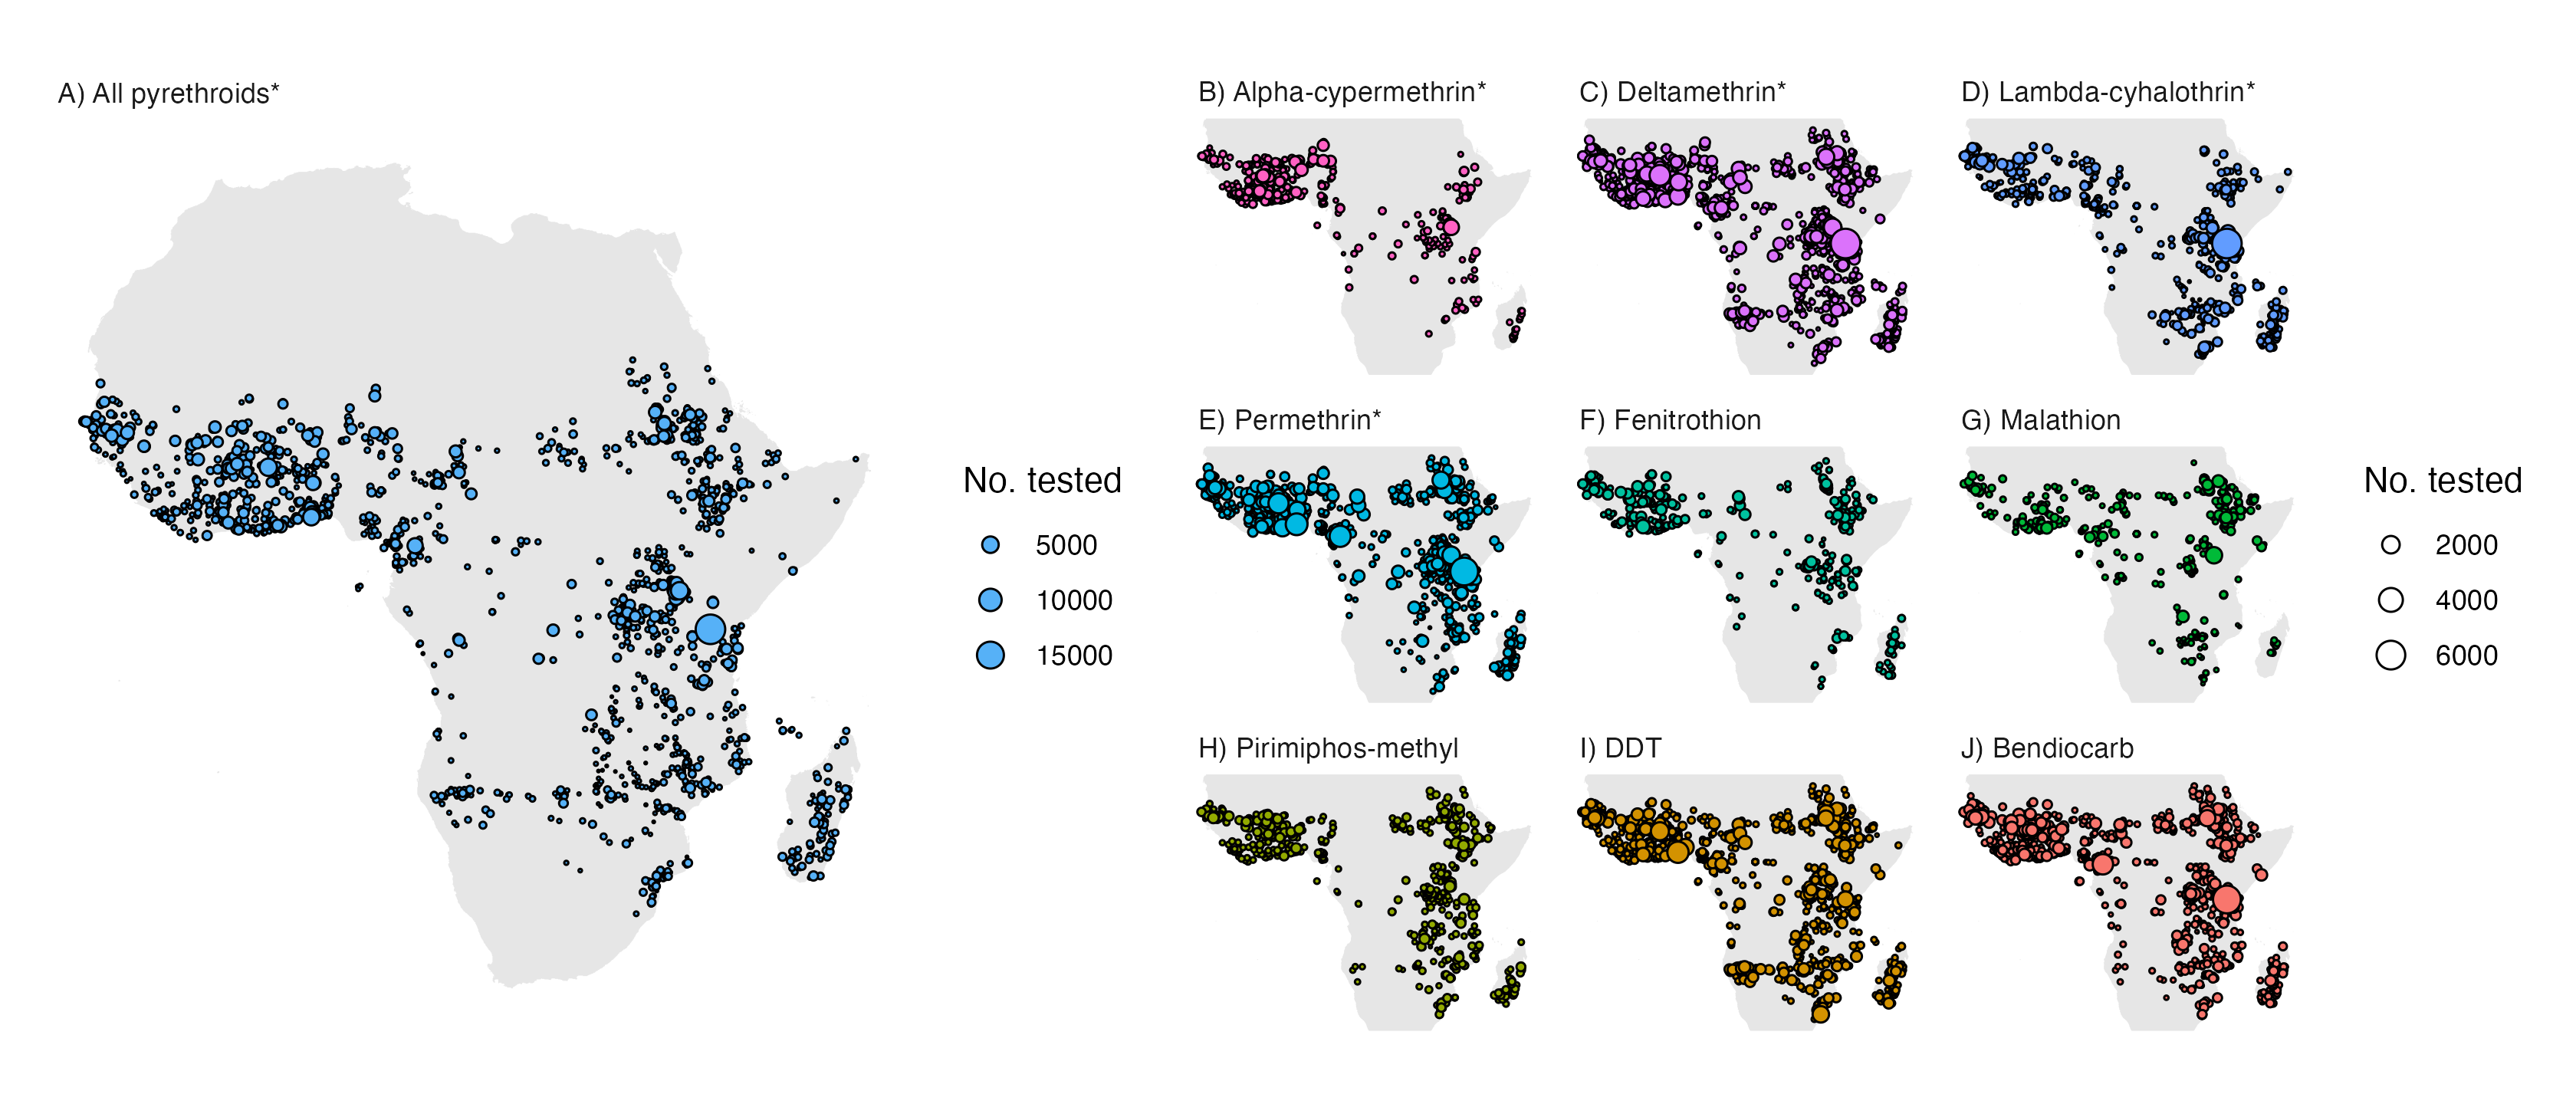 A) All pyrethroids*
No. tested
5000
10000
15000
B) Alpha-cypermethrin*
C) Deltamethrin*
D) Lambda-cyhalothrin*
E) Permethrin*
F) Fenitrothion
G) Malathion
H) Pirimiphos-methyl
I) DDT
J) Bendiocarb
No. tested
2000
4000
6000